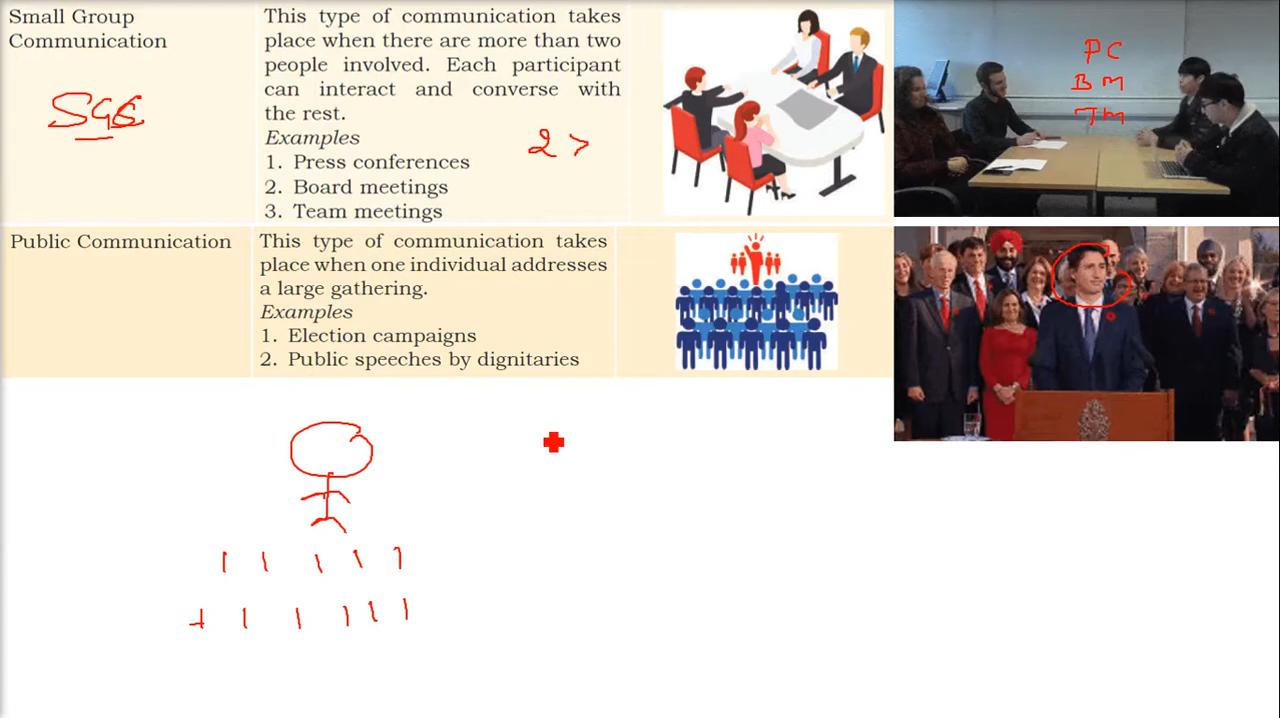 Small Group
Communication
SGC
This type of communication takes
place when there are more than two
people involved. Each participant
can interact and converse with
the rest.
Examples
1. Press conferences
2. Board meetings
3. Team meetings
2 >
PC
BM
TM
Public Communication
This type of communication takes
place when one individual addresses
a large gathering.
Examples
1. Election campaigns
2. Public speeches by dignitaries